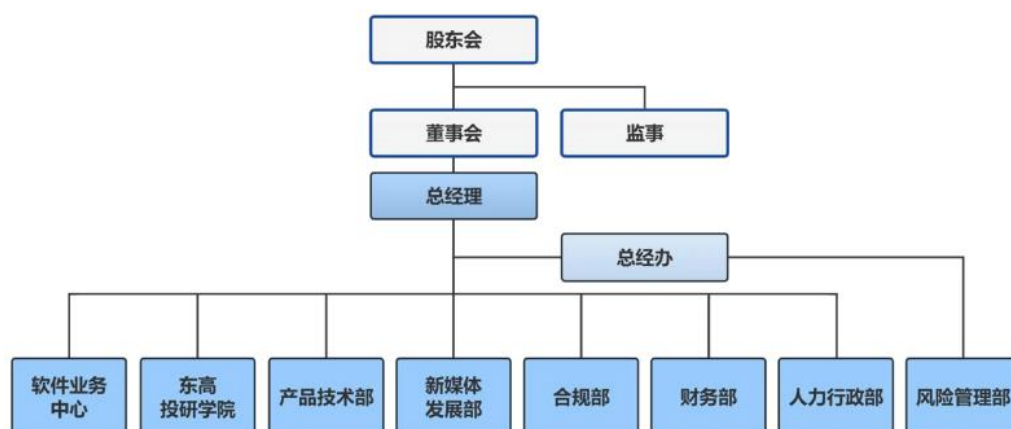 股东会
董事会
监事
总经理
总经办
软件业务
中心
东高
投研学院
产品技术部
新媒体
发展部
合规部
财务部
人力行政部
风险管理部